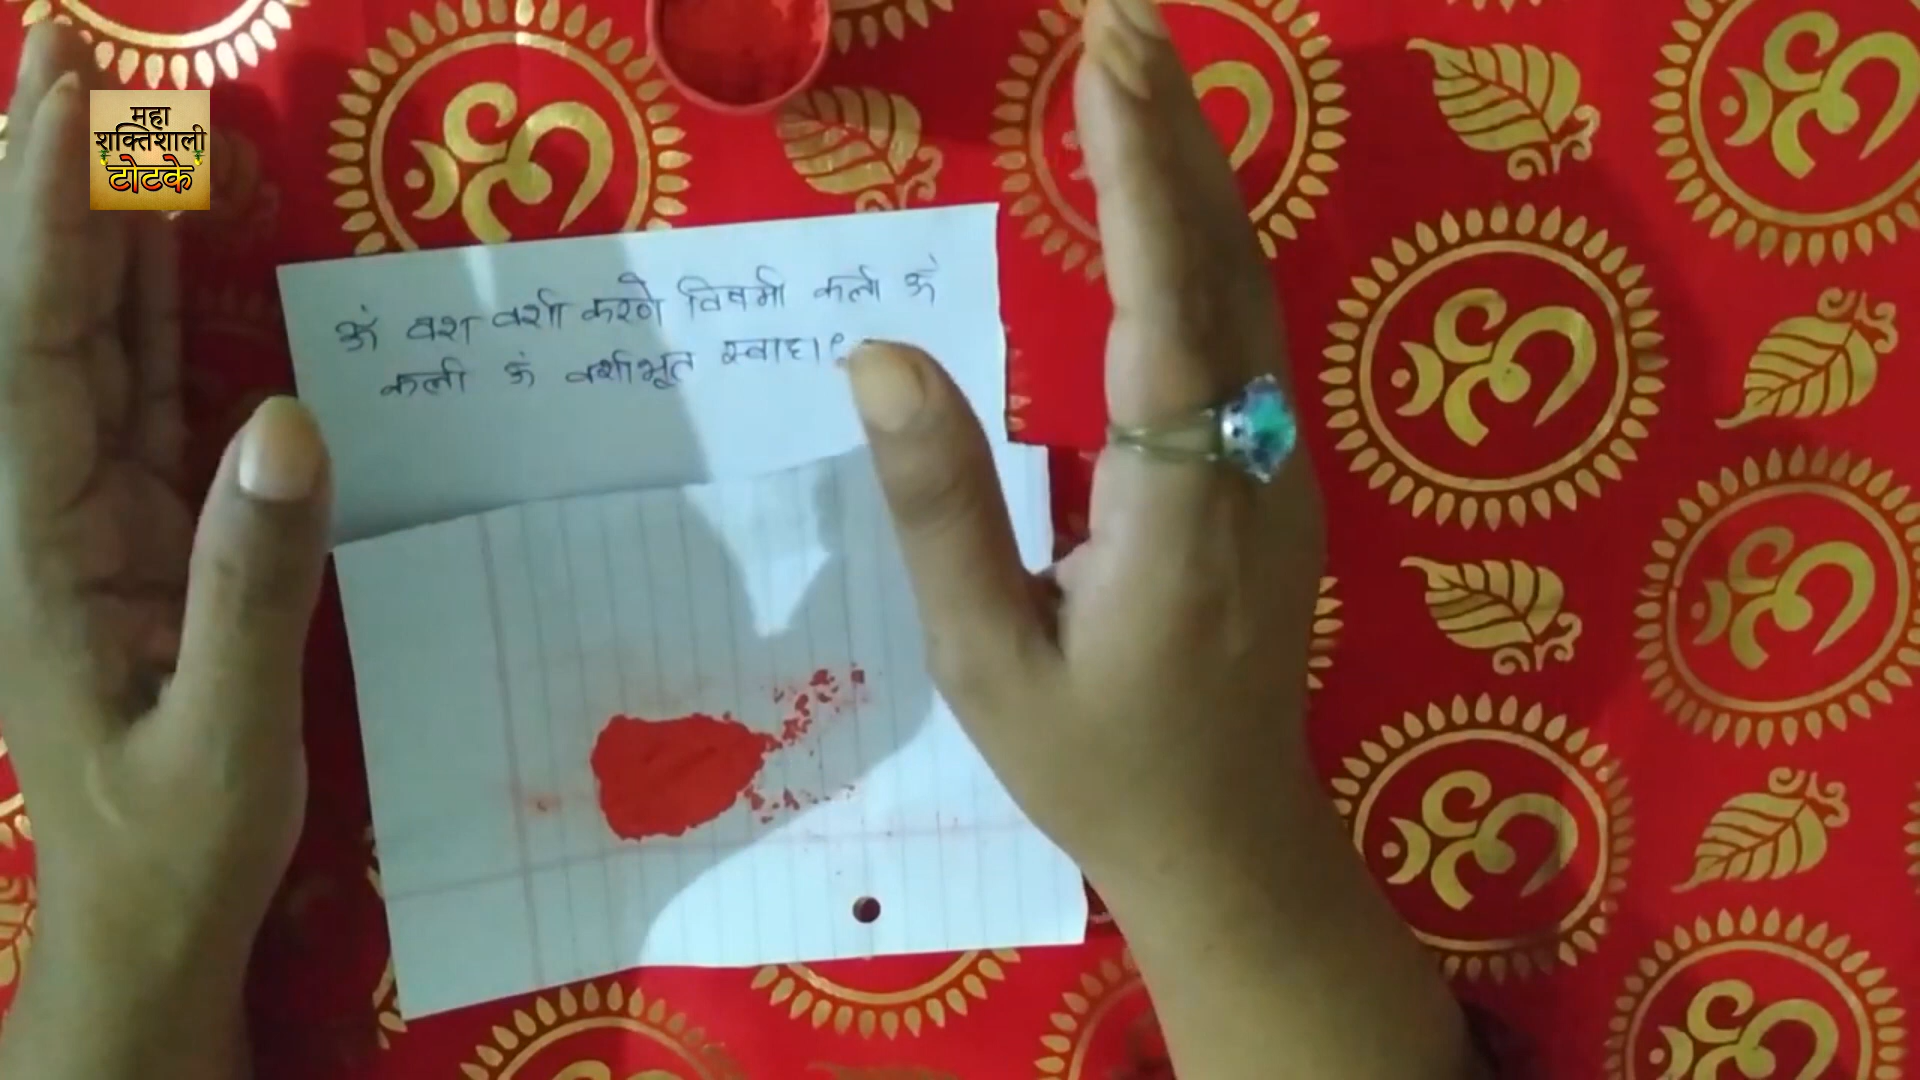 महा
शक्तिशाली
टोटके
ॐ वश वशी करणे विषमी कली ॐ
कली ॐ वशीभूत स्वाहा